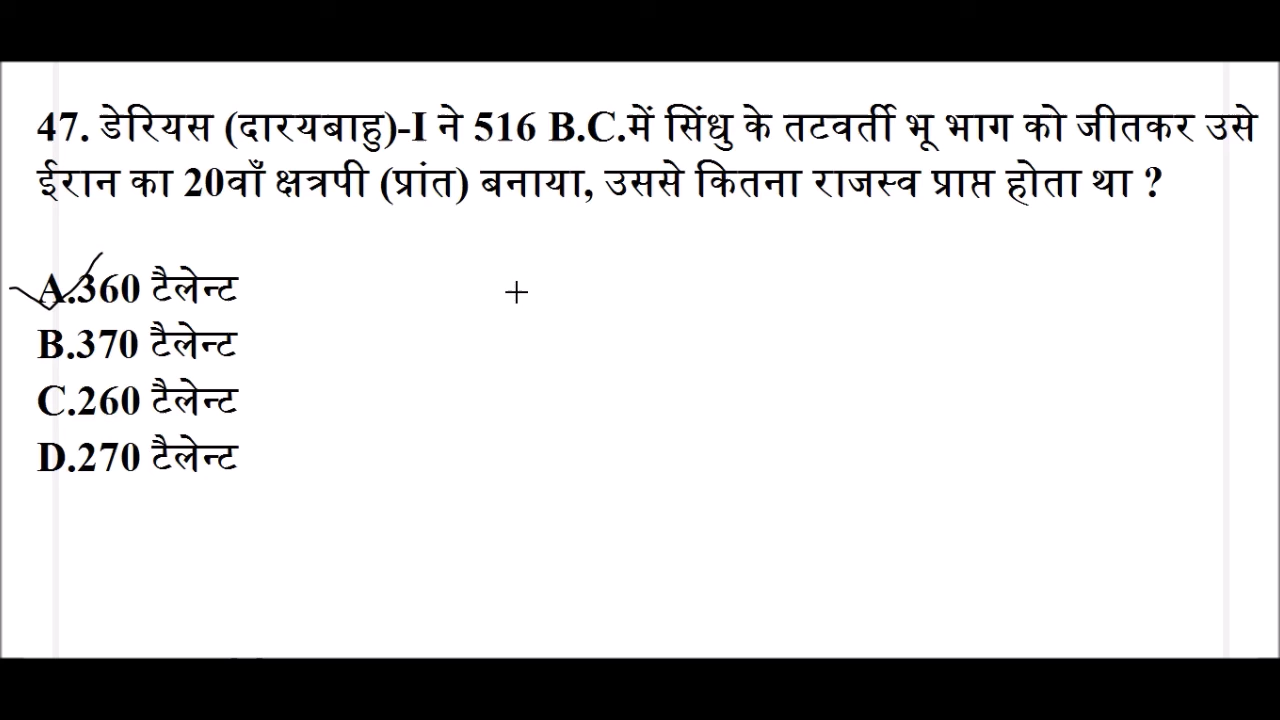 47. डेरियस (दारयबाहु)-I ने 516 B.C.में सिंधु के तटवर्ती भू भाग को जीतकर उसे
ईरान का 20वाँ क्षत्रपी (प्रांत) बनाया, उससे कितना राजस्व प्राप्त होता था ?
A.360 टैलेन्ट
B.370 टैलेन्ट
C.260 टैलेन्ट
D.270 टैलेन्ट